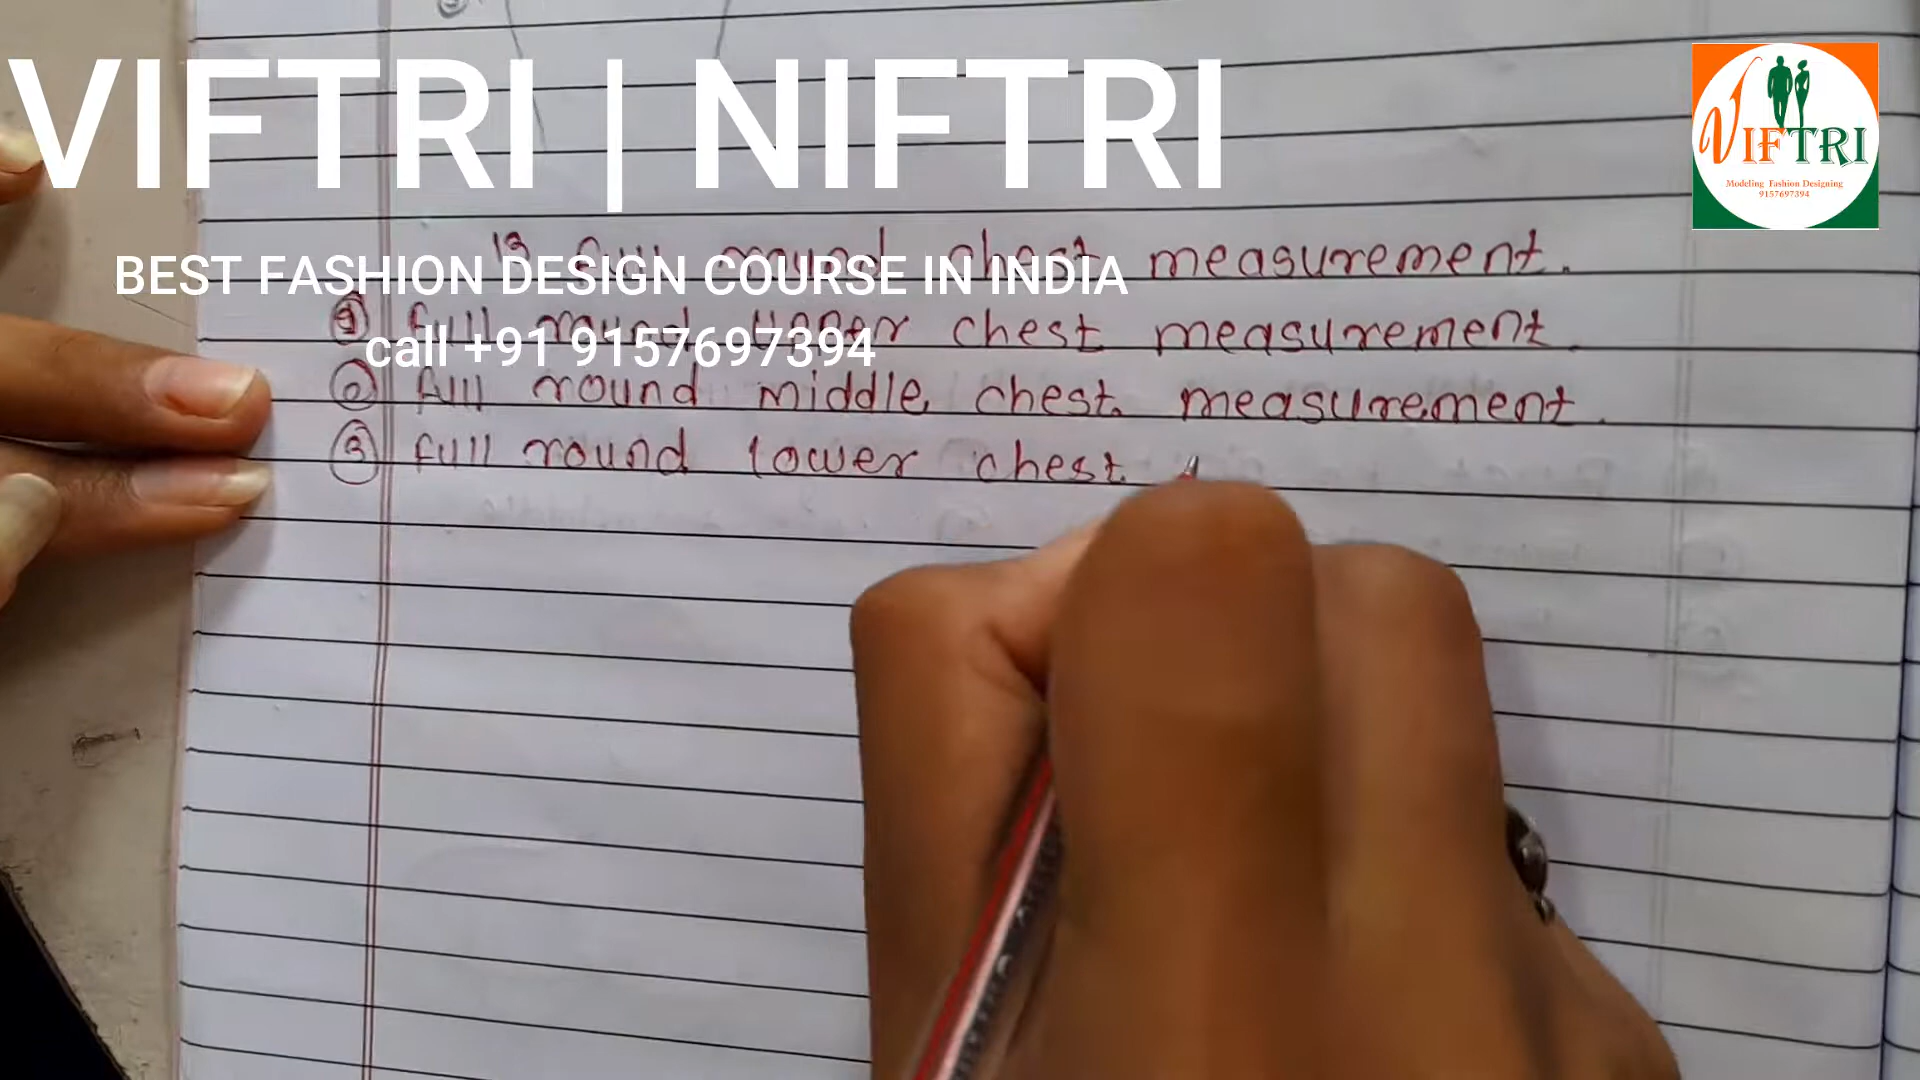 VIFTRI | NIFTRI
VIFTRI
Modeling Fashion Designing
9157697394
13 full round chest measurement.
BEST FASHION DESIGN COURSE IN INDIA
① full round upper chest measurement.
call +91 9157697394
② full round middle chest measurement.
③ full round lower chest